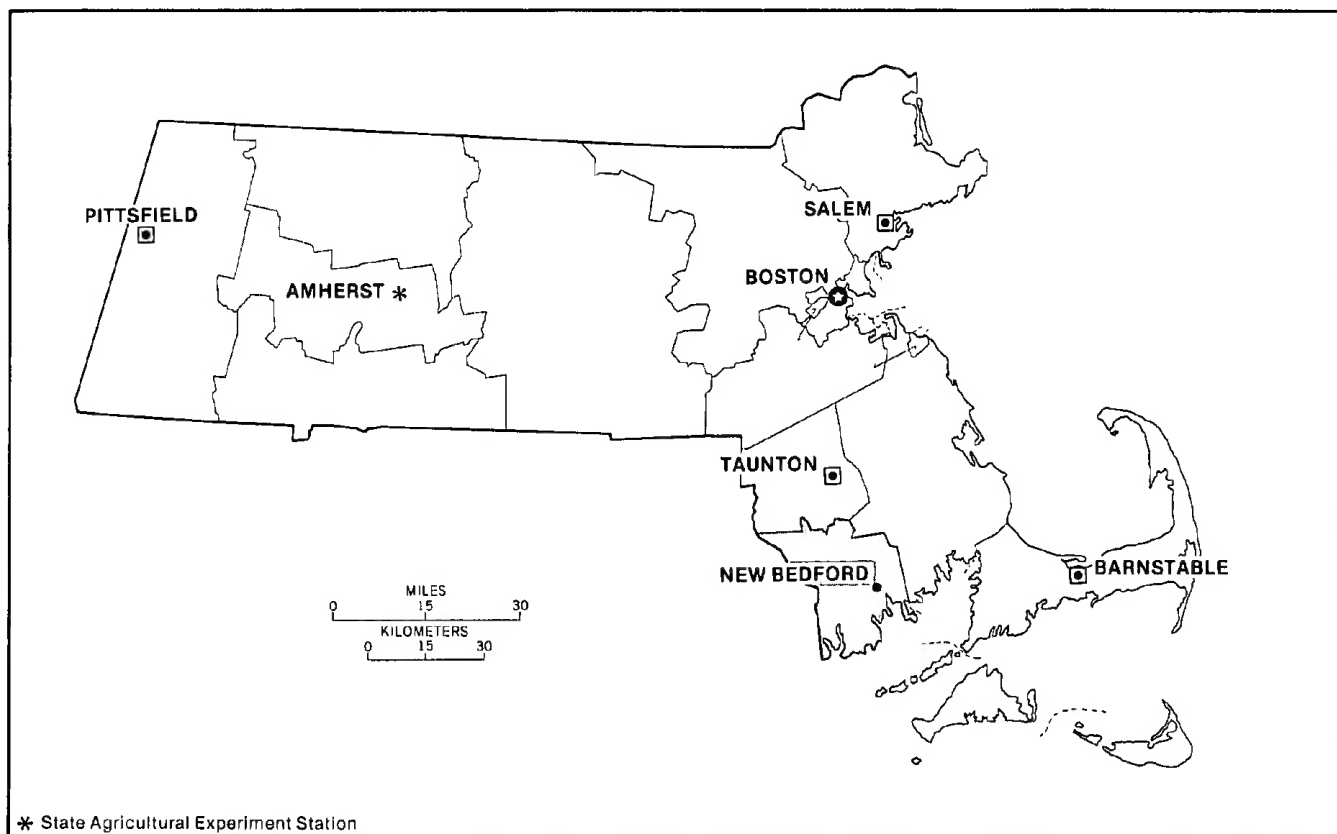 PITTSFIELD
SALEM
BOSTON
AMHERST *
TAUNTON
NEW BEDFORD
BARNSTABLE
MILES
0 15 30
KILOMETERS
0 15 30
* State Agricultural Experiment Station